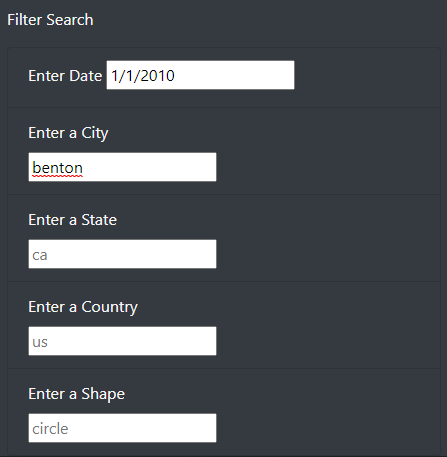 Filter Search
Enter Date 1/1/2010
Enter a City
benton
Enter a State
ca
Enter a Country
us
Enter a Shape
circle